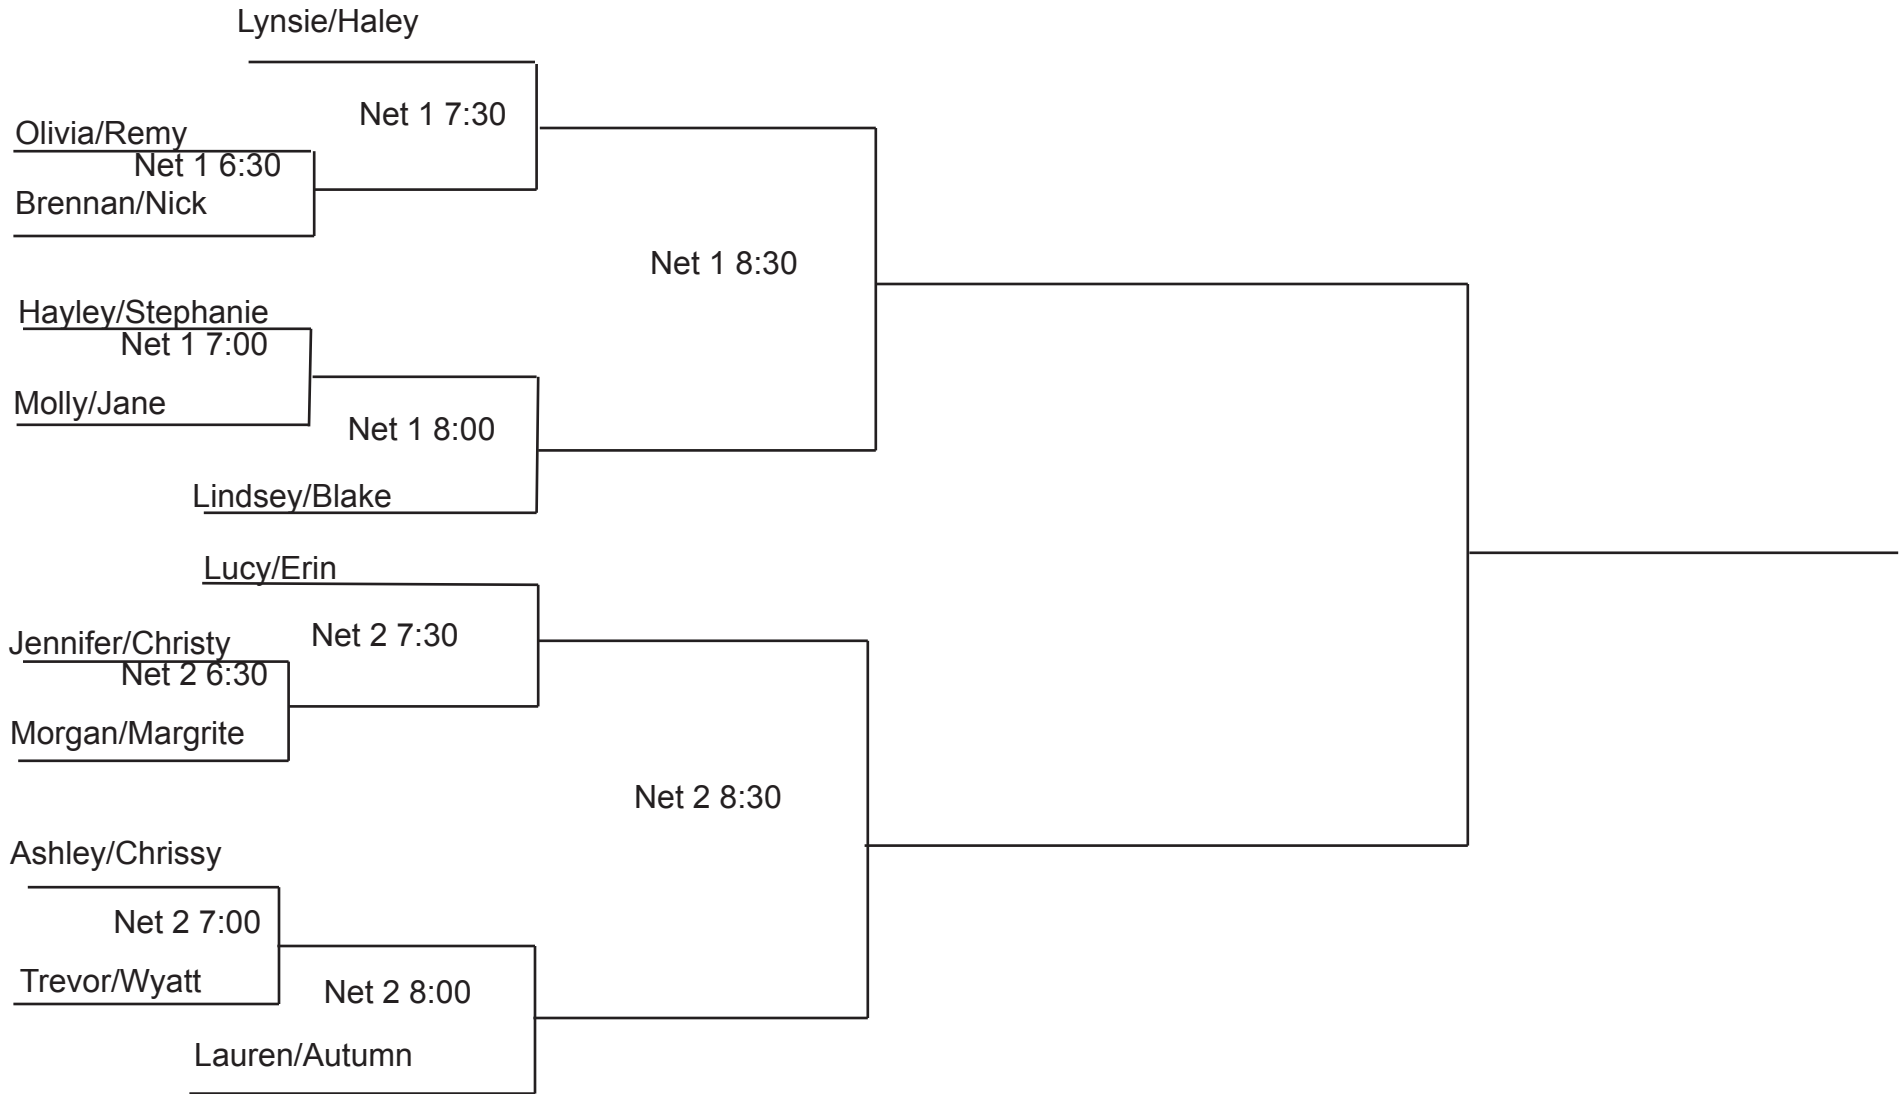 Lynsie/Haley
Net 1 7:30
Olivia/Remy
Net 1 6:30
Brennan/Nick
Net 1 8:30
Hayley/Stephanie
Net 1 7:00
Molly/Jane
Net 1 8:00
Lindsey/Blake
Lucy/Erin
Net 2 7:30
Jennifer/Christy
Net 2 6:30
Morgan/Margrite
Net 2 8:30
Ashley/Chrissy
Net 2 7:00
Trevor/Wyatt
Net 2 8:00
Lauren/Autumn